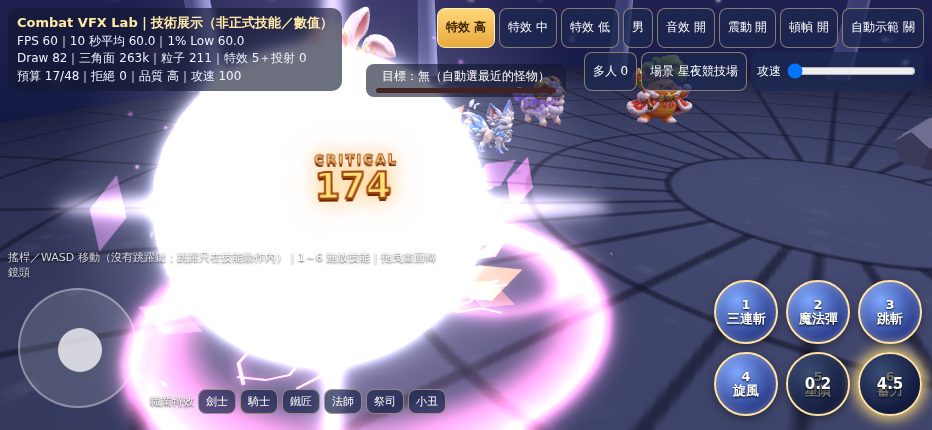 Combat VFX Lab｜技術展示（非正式技能／數值）
FPS 60｜10 秒平均 60.0｜1% Low 60.0
Draw 82｜三角面 263k｜粒子 211｜特效 5＋投射 0
預算 17/48｜拒絕 0｜品質 高｜攻速 100
特效 高
特效 中
特效 低
男
音效 開
震動 開
頓幀 開
自動示範 關
目標：無（自動選最近的怪物）
多人 0
場景 星夜競技場
攻速
CRITICAL
174
搖桿／WASD 移動（沒有跳躍鍵；跳躍只在技能動作內）｜1～6 施放技能｜拖曳畫面轉
鏡頭
1
三連斬
2
魔法彈
3
跳斬
4
旋風
5
0.2
星隕
6
4.5
蓄力
職業特效
劍士
騎士
鐵匠
法師
祭司
小丑